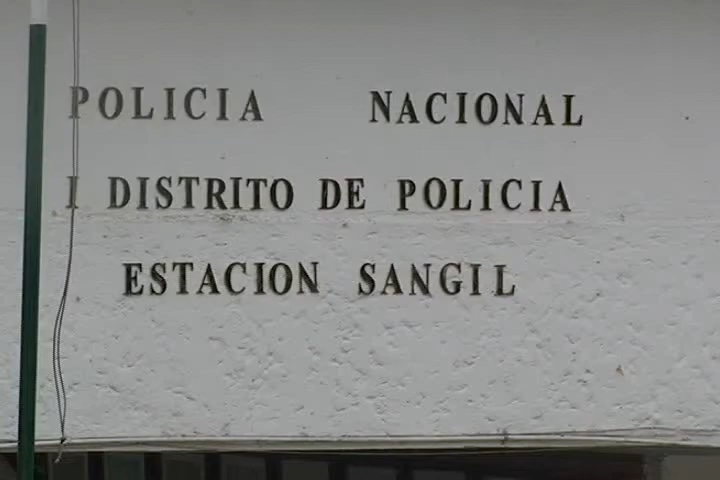 POLICIA NACIONAL
I DISTRITO DE POLICIA
ESTACION SANGIL